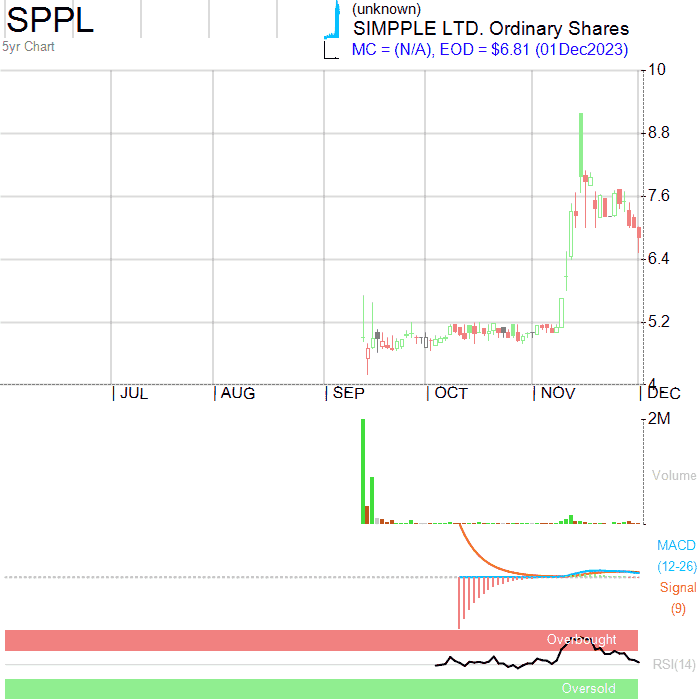 SPPL
(unknown)
SIMPPLE LTD. Ordinary Shares
5yr Chart
MC = (N/A), EOD = $6.81 (01Dec2023)
10
8.8
7.6
6.4
5.2
4
JUL AUG SEP OCT NOV DEC
2M
Volume
MACD
(12-26)
Signal
(9)
Overbought
RSI(14)
Oversold